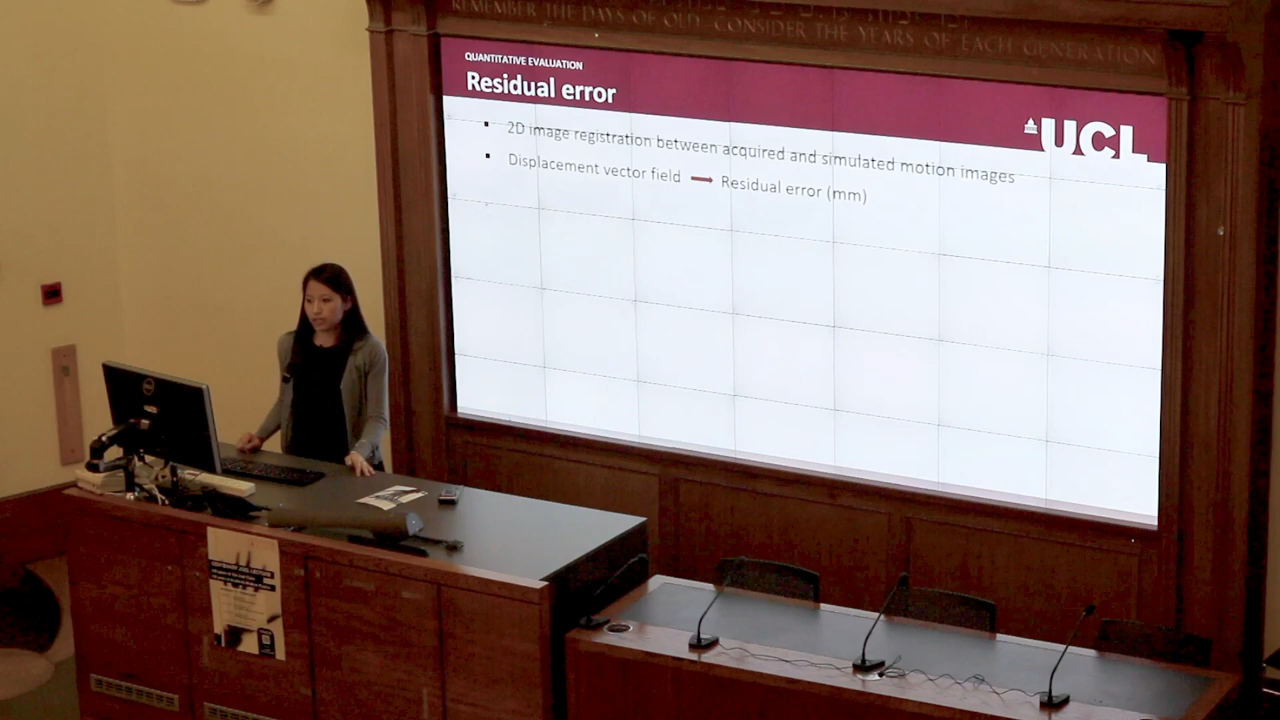 REMEMBER THE DAYS OF OLD. CONSIDER THE YEARS OF EACH GENERATION
QUANTITATIVE EVALUATION
Residual error
UCL
2D image registration between acquired and simulated motion images
Displacement vector field Residual error (mm)
DELL